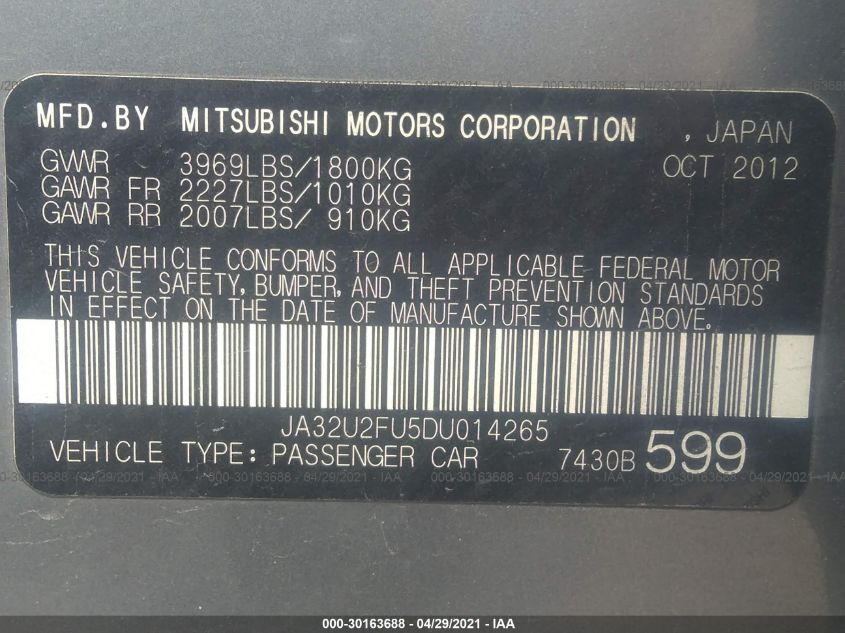 MFD.BY MITSUBISHI MOTORS CORPORATION , JAPAN
GVWR 3969LBS/1800KG OCT 2012
GAWR FR 2227LBS/1010KG
GAWR RR 2007LBS/ 910KG
THIS VEHICLE CONFORMS TO ALL APPLICABLE FEDERAL MOTOR
VEHICLE SAFETY, BUMPER, AND THEFT PREVENTION STANDARDS
IN EFFECT ON THE DATE OF MANUFACTURE SHOWN ABOVE.
JA32U2FU5DU014265
VEHICLE TYPE: PASSENGER CAR 7430B 599
000-30163688 - 04/29/2021 - IAA